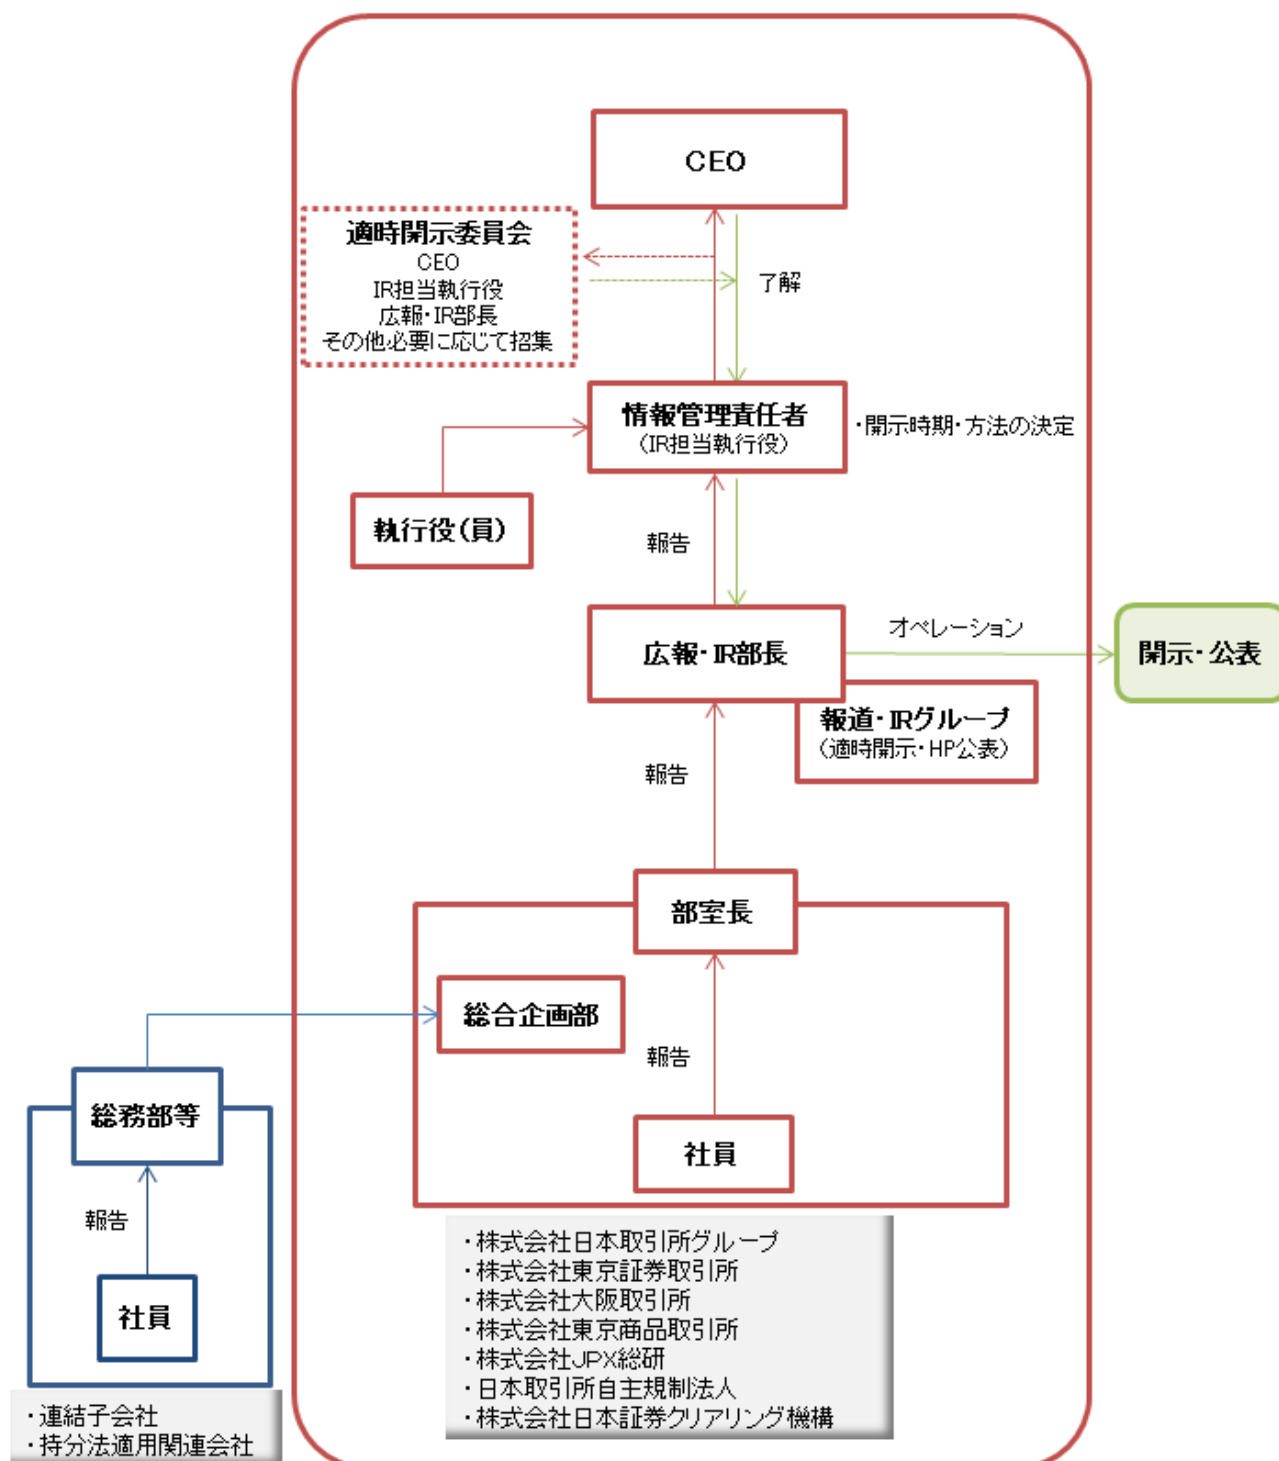 CEO
適時開示委員会
CEO
IR担当執行役
広報・IR部長
その他必要に応じて招集
了解
情報管理責任者
(IR担当執行役)
・開示時期・方法の決定
執行役(員)
報告
広報・IR部長
オペレーション
開示・公表
報道・IRグループ
(適時開示・HP公表)
報告
部室長
総合企画部
報告
社員
総務部等
報告
社員
・株式会社日本取引所グループ
・株式会社東京証券取引所
・株式会社大阪取引所
・株式会社東京商品取引所
・株式会社JPX総研
・日本取引所自主規制法人
・株式会社日本証券クリアリング機構
・連結子会社
・持分法適用関連会社